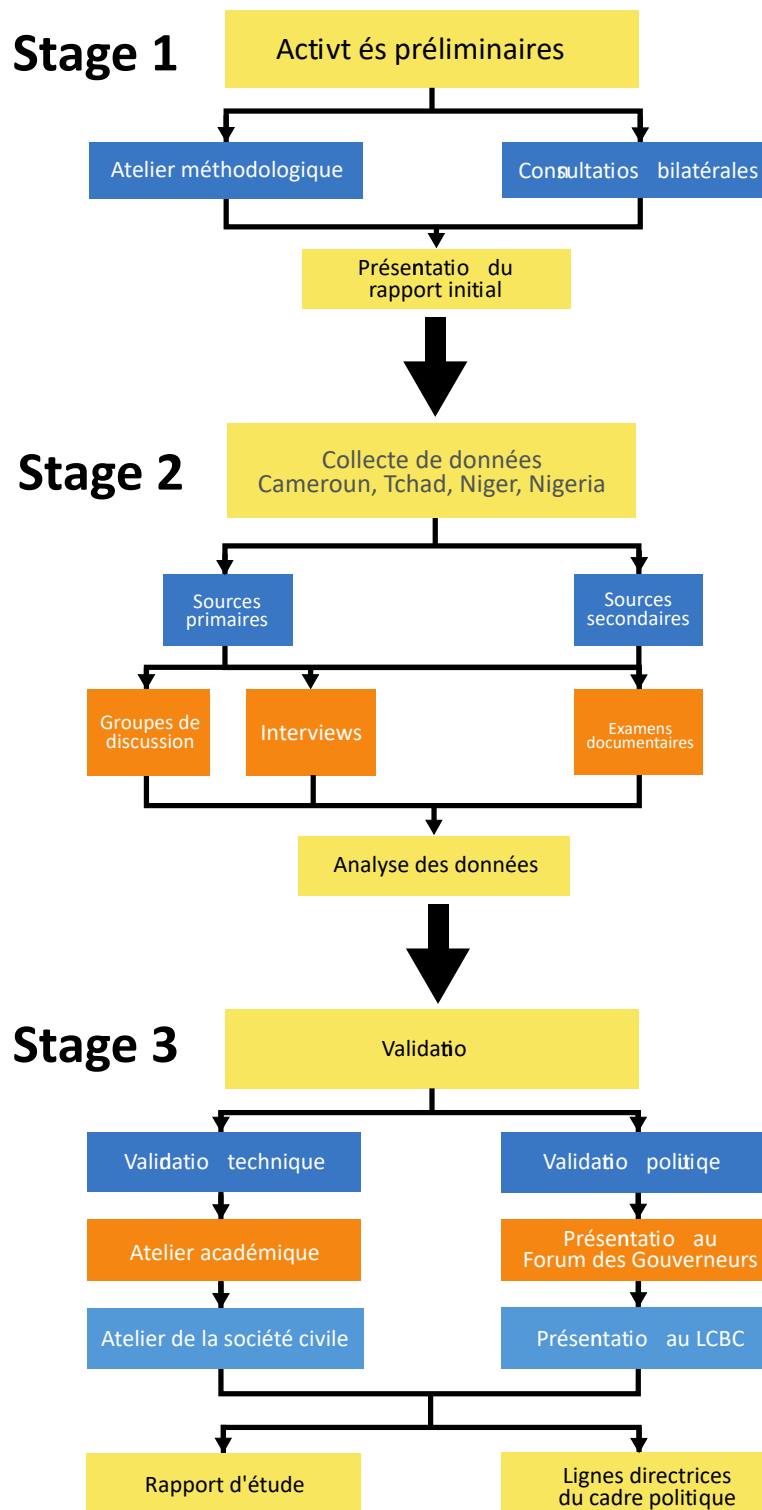 Stage 1
Activt és préliminaires
Atelier méthodologique
Consnultatios bilatérales
Présentatio du
rapport initial
Stage 2
Collecte de données
Cameroun, Tchad, Niger, Nigeria
Sources
primaires
Sources
secondaires
Groupes de
discussion
Interviews
Examens
documentaires
Analyse des données
Stage 3
Validatio
Validatio technique
Validatio politiqe
Atelier académique
Présentatio au
Forum des Gouverneurs
Atelier de la société civile
Présentatio au LCBC
Rapport d'étude
Lignes directrices
du cadre politique